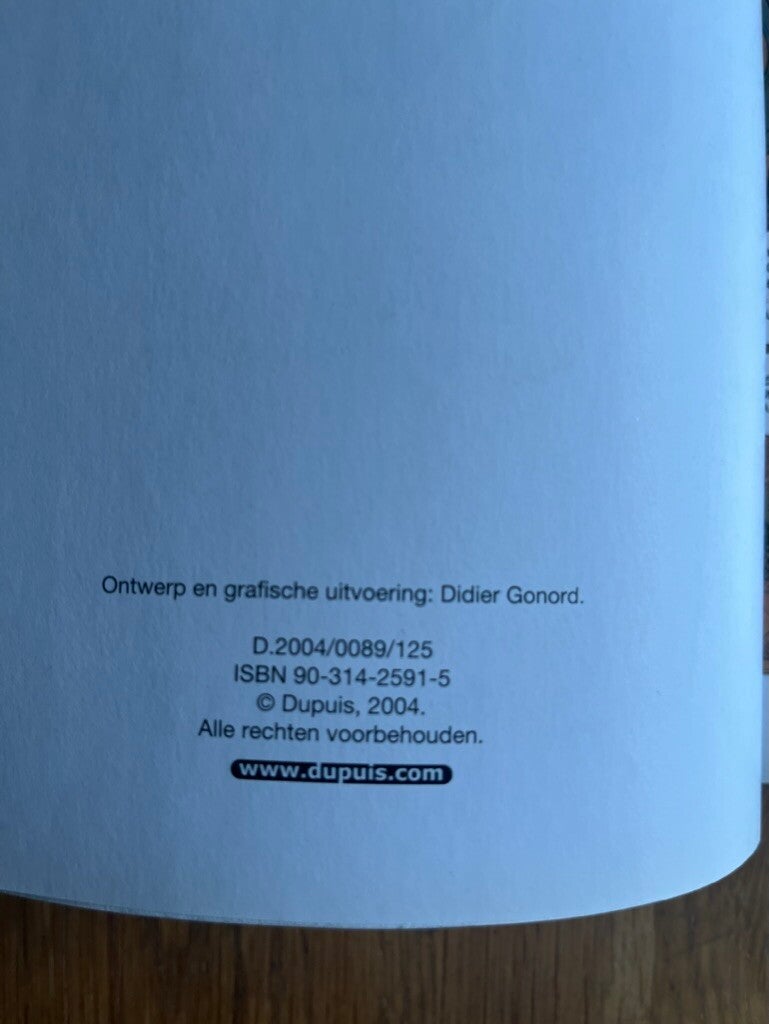 Ontwerp en grafische uitvoering: Didier Gonord.
D.2004/0089/125
ISBN 90-314-2591-5
© Dupuis, 2004.
Alle rechten voorbehouden.
www.dupuis.com